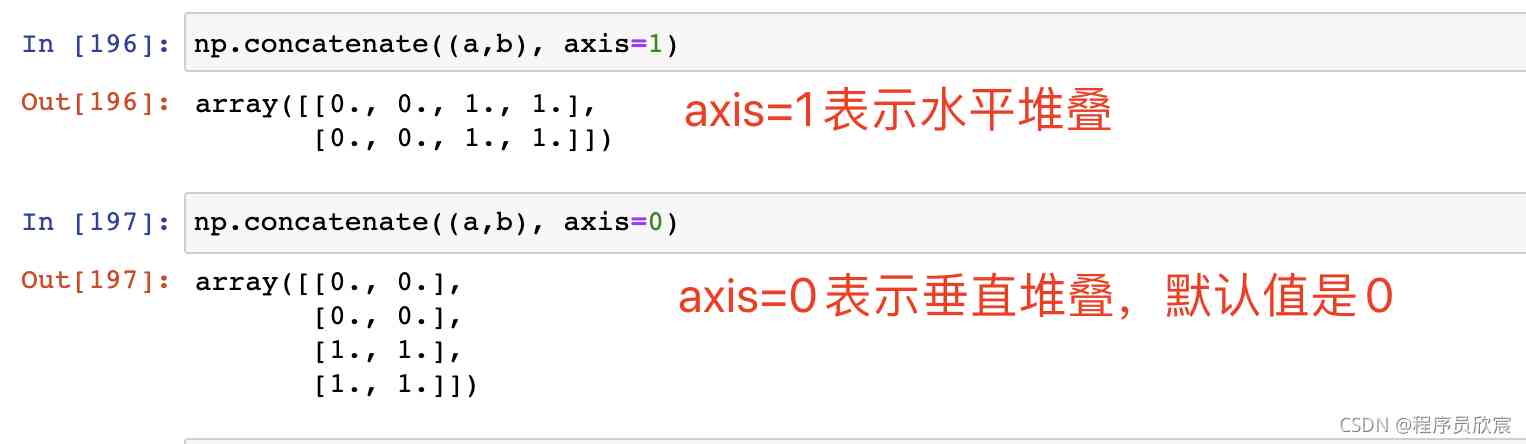 In [196]: np.concatenate((a,b), axis=1)
Out[196]: array([[0., 0., 1., 1.],
[0., 0., 1., 1.]])
axis=1表示水平堆叠
In [197]: np.concatenate((a,b), axis=0)
Out[197]: array([[0., 0.],
[0., 0.],
[1., 1.],
[1., 1.]])
axis=0表示垂直堆叠，默认值是0
CSDN @程序员欣宸